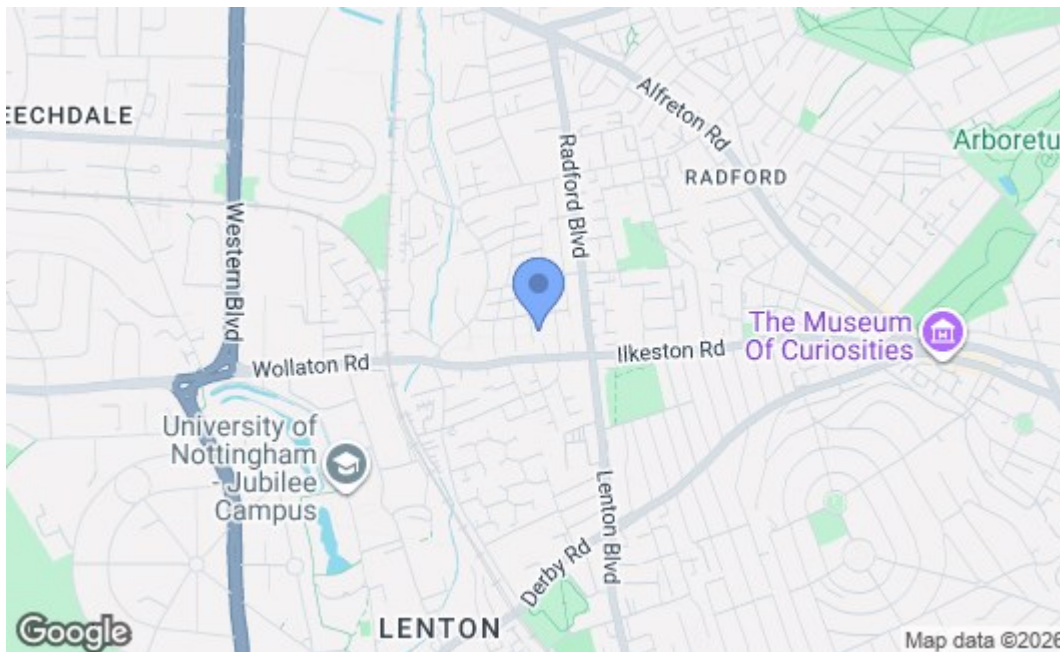 EECHDALE
Alfreton Rd
Radford Blvd
Arboretu
RADFORD
Western Blvd
The Museum
Of Curiosities
Ilkeston Rd
Wollaton Rd
University of
Nottingham
- Jubilee
Campus
Lenton Blvd
Derby Rd
LENTON
Google
Map data ©2026